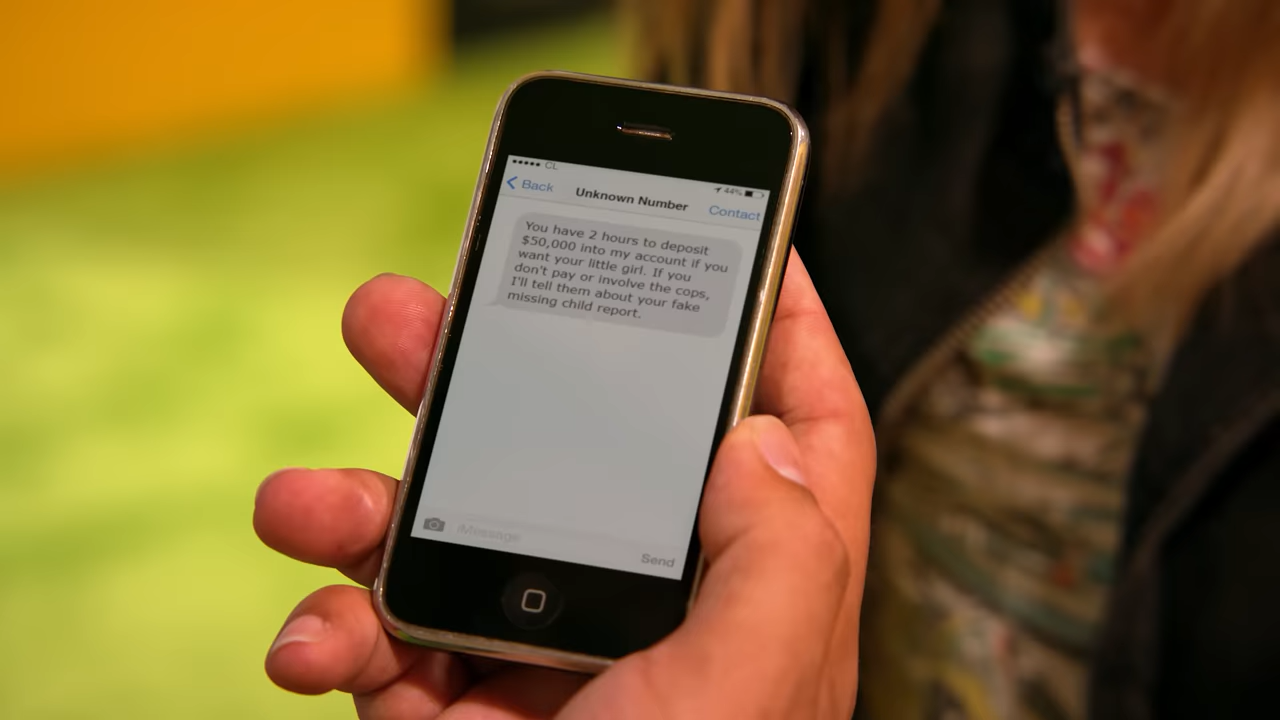 ●●●●● CL
44%
Back
Unknown Number
Contact
You have 2 hours to deposit
$50,000 into my account if you
want your little girl. If you
don't pay or involve the cops,
I'll tell them about your fake
missing child report.
iMessage
Send